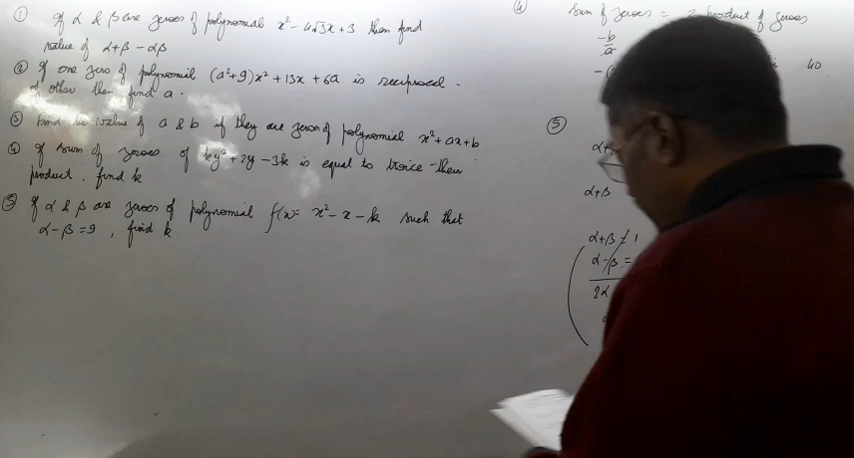 ① If α & β are zeroes of polynomial x² - 4√3x + 3 then find
value of α+β - αβ
② If one zero of polynomial (a²+9)x² + 13x + 6a is reciprocal
of other then find a.
③ Find the value of a & b if they are zeros of polynomial x² + ax + b
④ If sum of zeroes of ky² + 2y - 3k is equal to twice their
product. find k
⑤ If α & β are zeroes of polynomial f(x) = x² - x - k such that
α - β = 9, find k.
④ Sum of zeroes = 2 product of zeroes
-b
a
⑤
α+β
α+β = 1
α-β =
2α